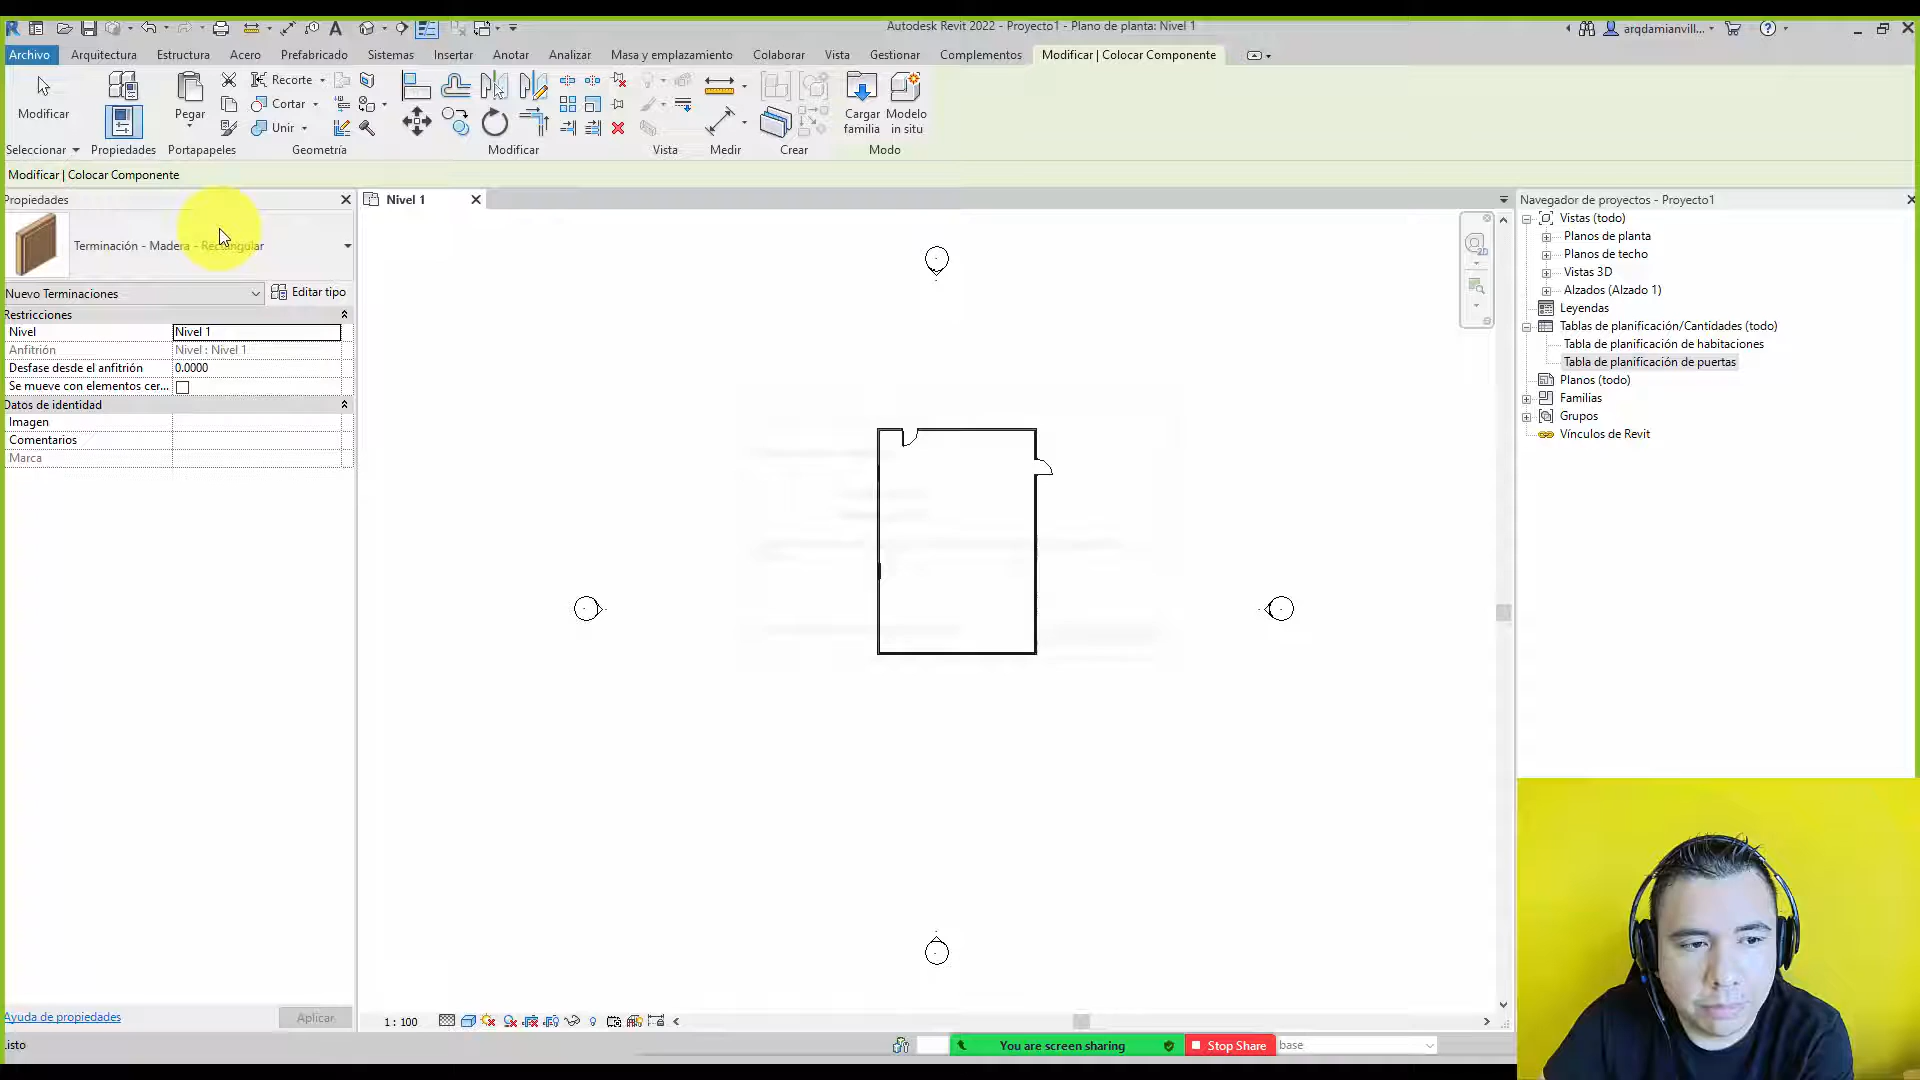 Autodesk Revit 2022 - Proyecto1 - Plano de planta: Nivel 1
arqdamianvill...
Archivo Arquitectura Estructura Acero Prefabricado Sistemas Insertar Anotar Analizar Masa y emplazamiento Colaborar Vista Gestionar Complementos Modificar | Colocar Componente
Modificar
Pegar
Recorte
Cortar
Unir
Cargar familia
Modelo in situ
Seleccionar Propiedades Portapapeles Geometría Modificar Vista Medir Crear Modo
Modificar | Colocar Componente
Propiedades
Terminación - Madera - Rectangular
Nuevo Terminaciones
Editar tipo
Restricciones
Nivel Nivel 1
Anfitrión Nivel : Nivel 1
Desfase desde el anfitrión 0.0000
Se mueve con elementos cer...
Datos de identidad
Imagen
Comentarios
Marca
Ayuda de propiedades
Aplicar
Nivel 1
1 : 100
Navegador de proyectos - Proyecto1
Vistas (todo)
Planos de planta
Planos de techo
Vistas 3D
Alzados (Alzado 1)
Leyendas
Tablas de planificación/Cantidades (todo)
Tabla de planificación de habitaciones
Tabla de planificación de puertas
Planos (todo)
Familias
Grupos
Vínculos de Revit
Listo
You are screen sharing
Stop Share
base